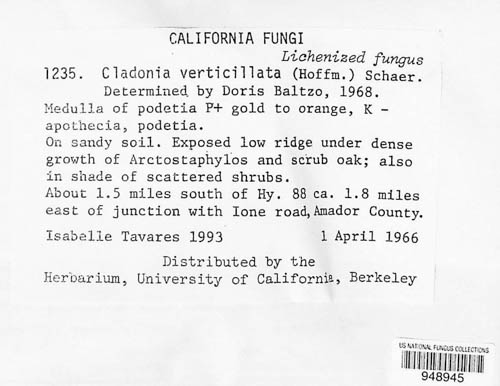 CALIFORNIA FUNGI
Lichenized fungus
1235. Cladonia verticillata (Hoffm.) Schaer.
Determined by Doris Baltzo, 1968.
Medulla of podetia P+ gold to orange, K -
apothecia, podetia.
On sandy soil. Exposed low ridge under dense
growth of Arctostaphylos and scrub oak; also
in shade of scattered shrubs.
About 1.5 miles south of Hy. 88 ca. 1.8 miles
east of junction with Ione road, Amador County.
Isabelle Tavares 1993 1 April 1966
Distributed by the
Herbarium, University of California, Berkeley
US NATIONAL FUNGUS COLLECTIONS
948945